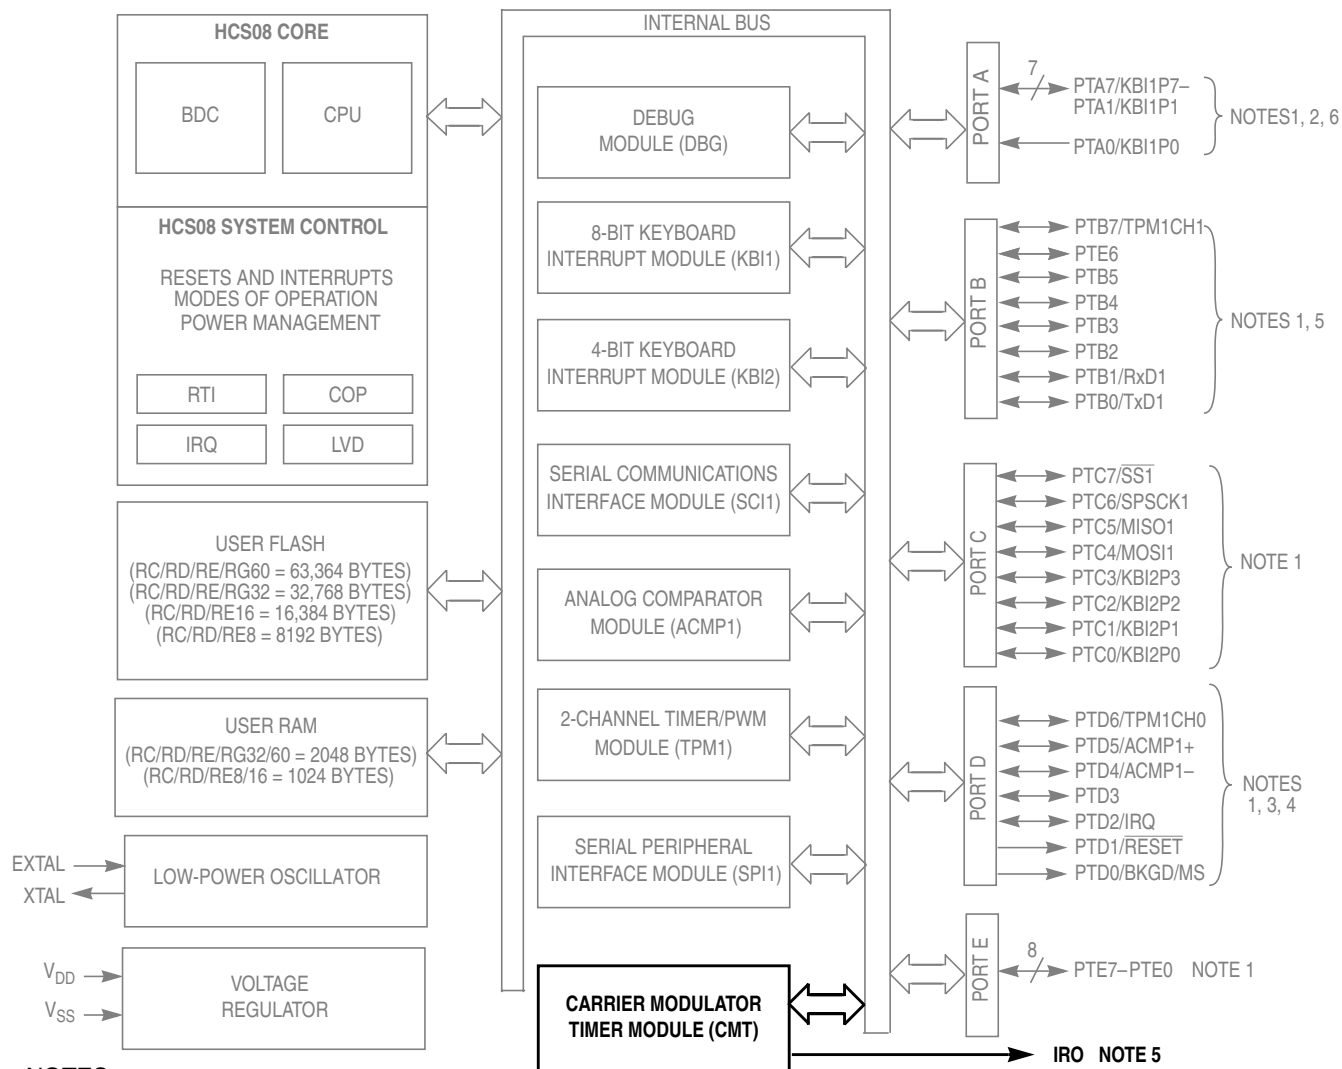 INTERNAL BUS
HCS08 CORE
BDC
CPU
HCS08 SYSTEM CONTROL
RESETS AND INTERRUPTS
MODES OF OPERATION
POWER MANAGEMENT
RTI
COP
IRQ
LVD
USER FLASH
(RC/RD/RE/RG60 = 63,364 BYTES)
(RC/RD/RE/RG32 = 32,768 BYTES)
(RC/RD/RE16 = 16,384 BYTES)
(RC/RD/RE8 = 8192 BYTES)
USER RAM
(RC/RD/RE/RG32/60 = 2048 BYTES)
(RC/RD/RE8/16 = 1024 BYTES)
EXTAL
XTAL
LOW-POWER OSCILLATOR
VDD
VSS
VOLTAGE
REGULATOR
DEBUG
MODULE (DBG)
8-BIT KEYBOARD
INTERRUPT MODULE (KBI1)
4-BIT KEYBOARD
INTERRUPT MODULE (KBI2)
SERIAL COMMUNICATIONS
INTERFACE MODULE (SCI1)
ANALOG COMPARATOR
MODULE (ACMP1)
2-CHANNEL TIMER/PWM
MODULE (TPM1)
SERIAL PERIPHERAL
INTERFACE MODULE (SPI1)
CARRIER MODULATOR
TIMER MODULE (CMT)
PORT A
7
PTA7/KBI1P7–
PTA1/KBI1P1
PTA0/KBI1P0
NOTES1, 2, 6
PORT B
PTB7/TPM1CH1
PTE6
PTB5
PTB4
PTB3
PTB2
PTB1/RxD1
PTB0/TxD1
NOTES 1, 5
PORT C
PTC7/SS1
PTC6/SPSCK1
PTC5/MISO1
PTC4/MOSI1
PTC3/KBI2P3
PTC2/KBI2P2
PTC1/KBI2P1
PTC0/KBI2P0
NOTE 1
PORT D
PTD6/TPM1CH0
PTD5/ACMP1+
PTD4/ACMP1–
PTD3
PTD2/IRQ
PTD1/RESET
PTD0/BKGD/MS
NOTES
1, 3, 4
PORT E
8
PTE7–PTE0 NOTE 1
IRO NOTE 5